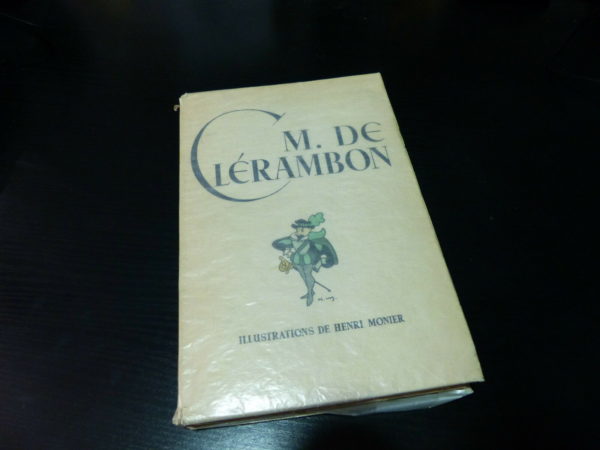 M. DE
CLÉRAMBON
ILLUSTRATIONS DE HENRI MONIER